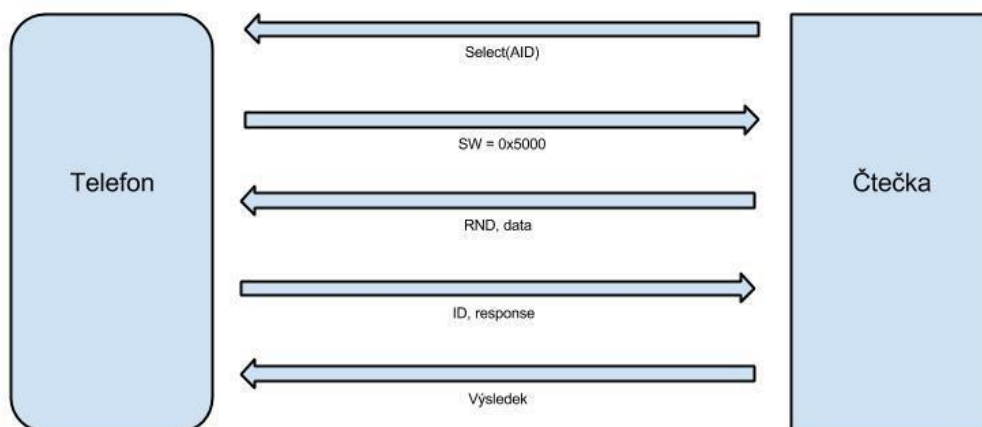 Select(AID)
SW = 0x5000
Telefon
Čtečka
RND, data
ID, response
Výsledek